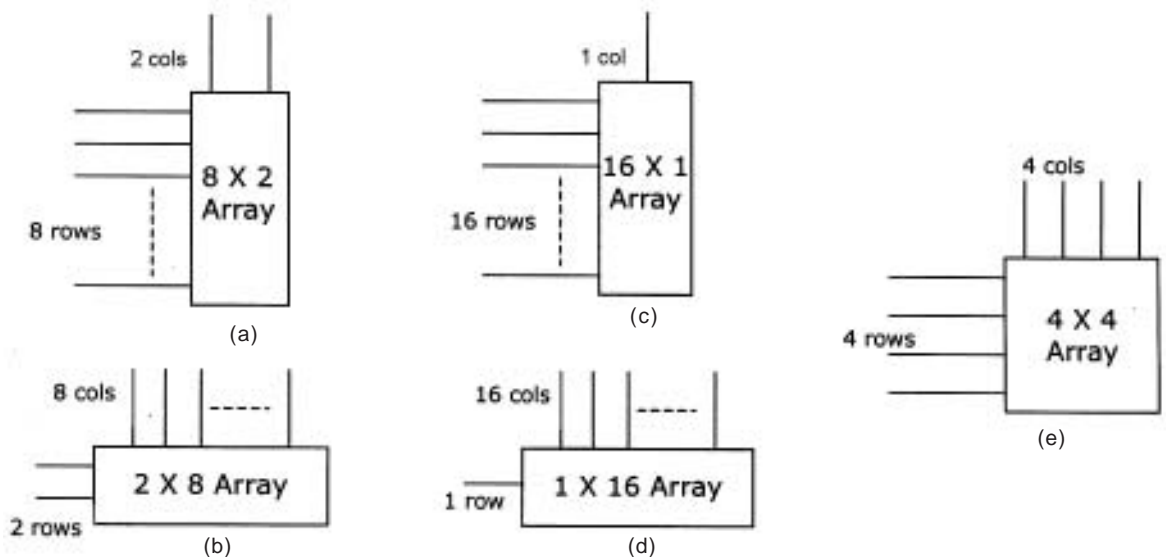 2 cols
8 X 2
Array
8 rows
(a)
8 cols
2 X 8 Array
2 rows
(b)
1 col
16 X 1
Array
16 rows
(c)
16 cols
1 X 16 Array
1 row
(d)
4 cols
4 X 4
Array
4 rows
(e)